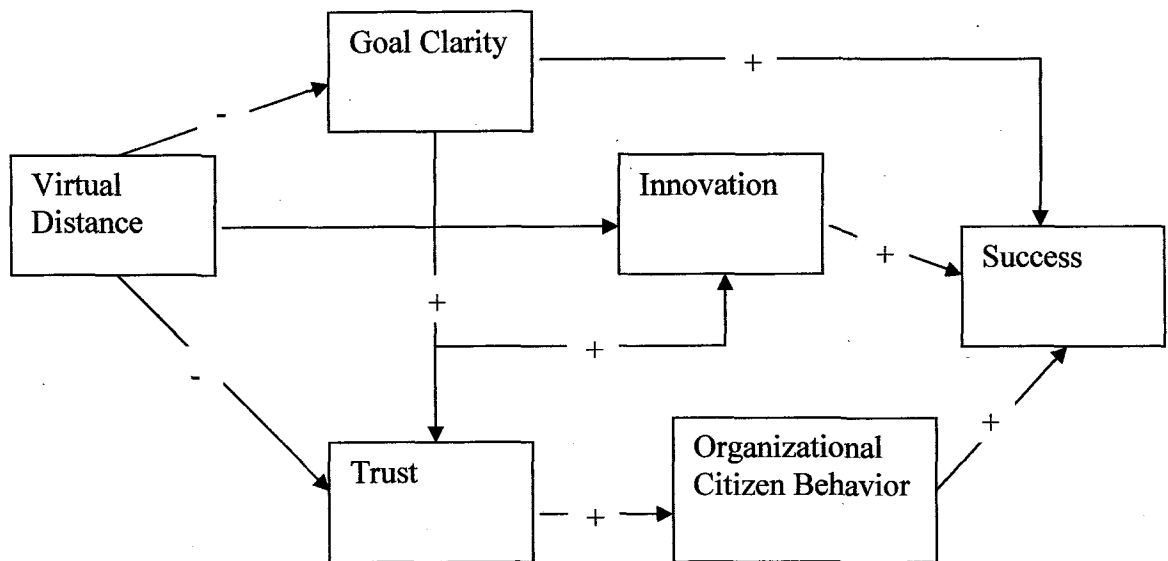 Goal Clarity
+
-
Virtual
Distance
Innovation
+
Success
+
+
-
+
Trust
Organizational
Citizen Behavior
+